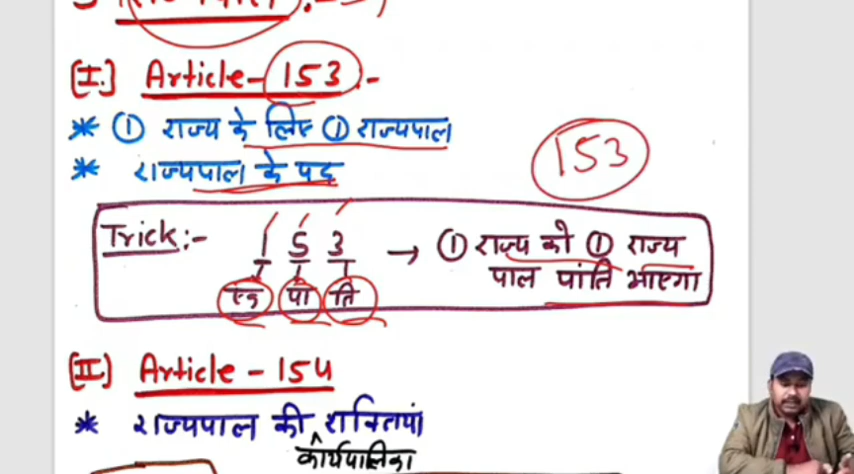 [I.] Article-153 -
* ① राज्य के लिए ① राज्यपाल
* राज्यपाल के पद
153
Trick:- 1 5 3 → ① राज्य को ① राज्य
एक पां ति पाल पांति भाएगा
[II] Article - 154
* राज्यपाल की शक्तियां
कार्यपालिका